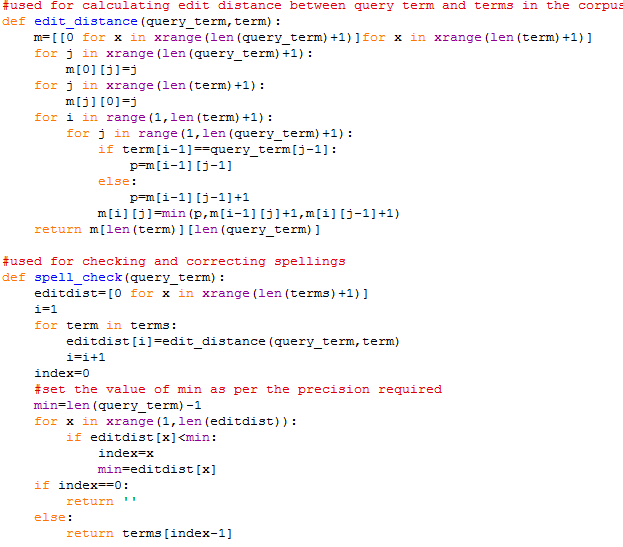 #used for calculating edit distance between query term and terms in the corpus
def edit_distance(query_term,term):
    m=[[0 for x in xrange(len(query_term)+1)]for x in xrange(len(term)+1)]
    for j in xrange(len(query_term)+1):
        m[0][j]=j
    for j in xrange(len(term)+1):
        m[j][0]=j
    for i in range(1,len(term)+1):
        for j in range(1,len(query_term)+1):
            if term[i-1]==query_term[j-1]:
                p=m[i-1][j-1]
            else:
                p=m[i-1][j-1]+1
            m[i][j]=min(p,m[i-1][j]+1,m[i][j-1]+1)
    return m[len(term)][len(query_term)]

#used for checking and correcting spellings
def spell_check(query_term):
    editdist=[0 for x in xrange(len(terms)+1)]
    i=1
    for term in terms:
        editdist[i]=edit_distance(query_term,term)
        i=i+1
    index=0
    #set the value of min as per the precision required
    min=len(query_term)-1
    for x in xrange(1,len(editdist)):
        if editdist[x]<min:
            index=x
            min=editdist[x]
    if index==0:
        return ''
    else:
        return terms[index-1]